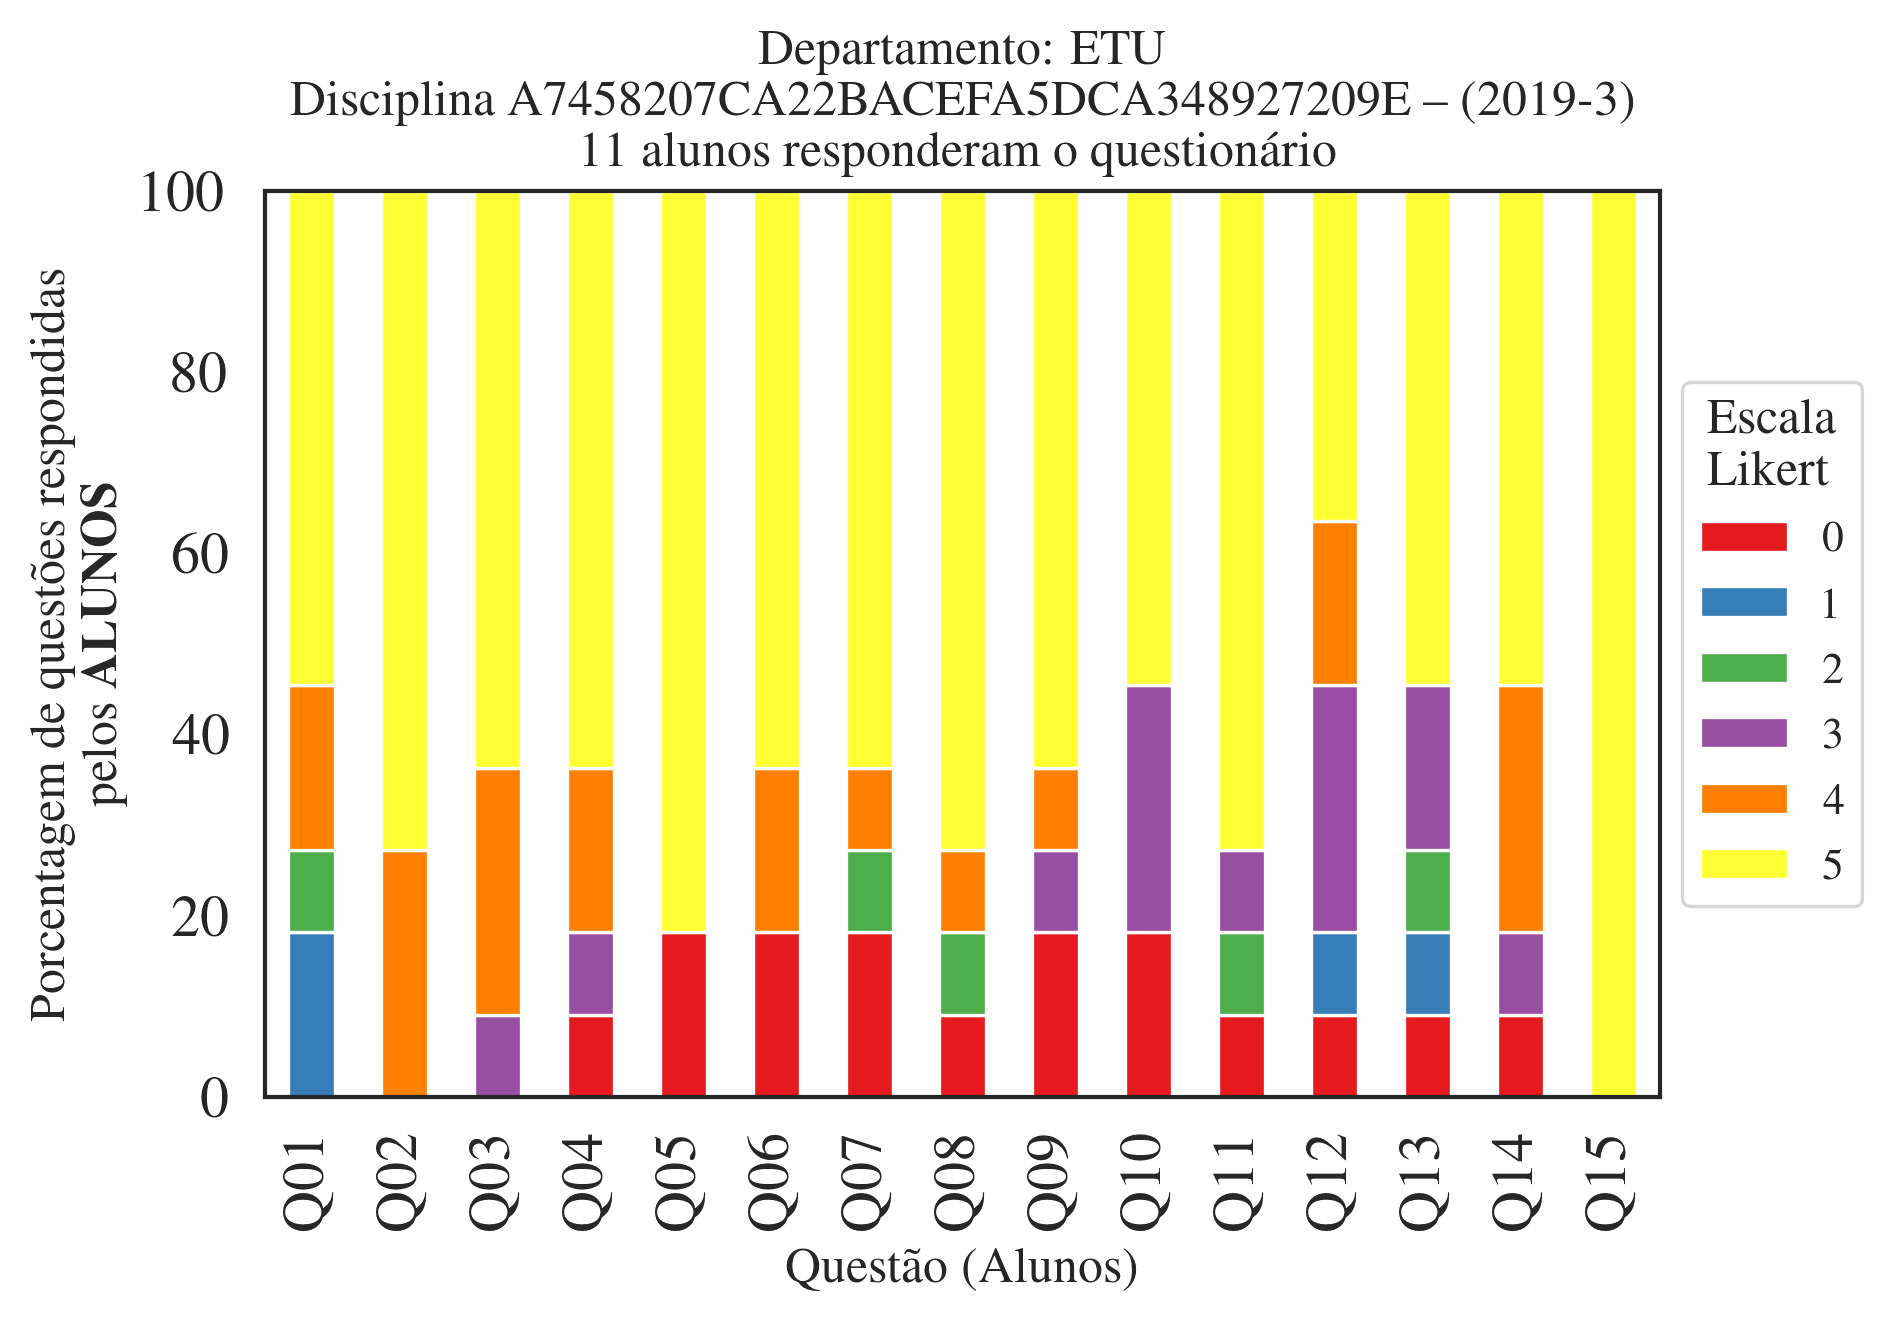 Departamento: ETU
Disciplina A7458207CA22BACEFA5DCA348927209E – (2019-3)
11 alunos responderam o questionário
Porcentagem de questões respondidas
pelos ALUNOS
100
80
60
40
20
0
Q01
Q02
Q03
Q04
Q05
Q06
Q07
Q08
Q09
Q10
Q11
Q12
Q13
Q14
Q15
Questão (Alunos)
Escala
Likert
0
1
2
3
4
5